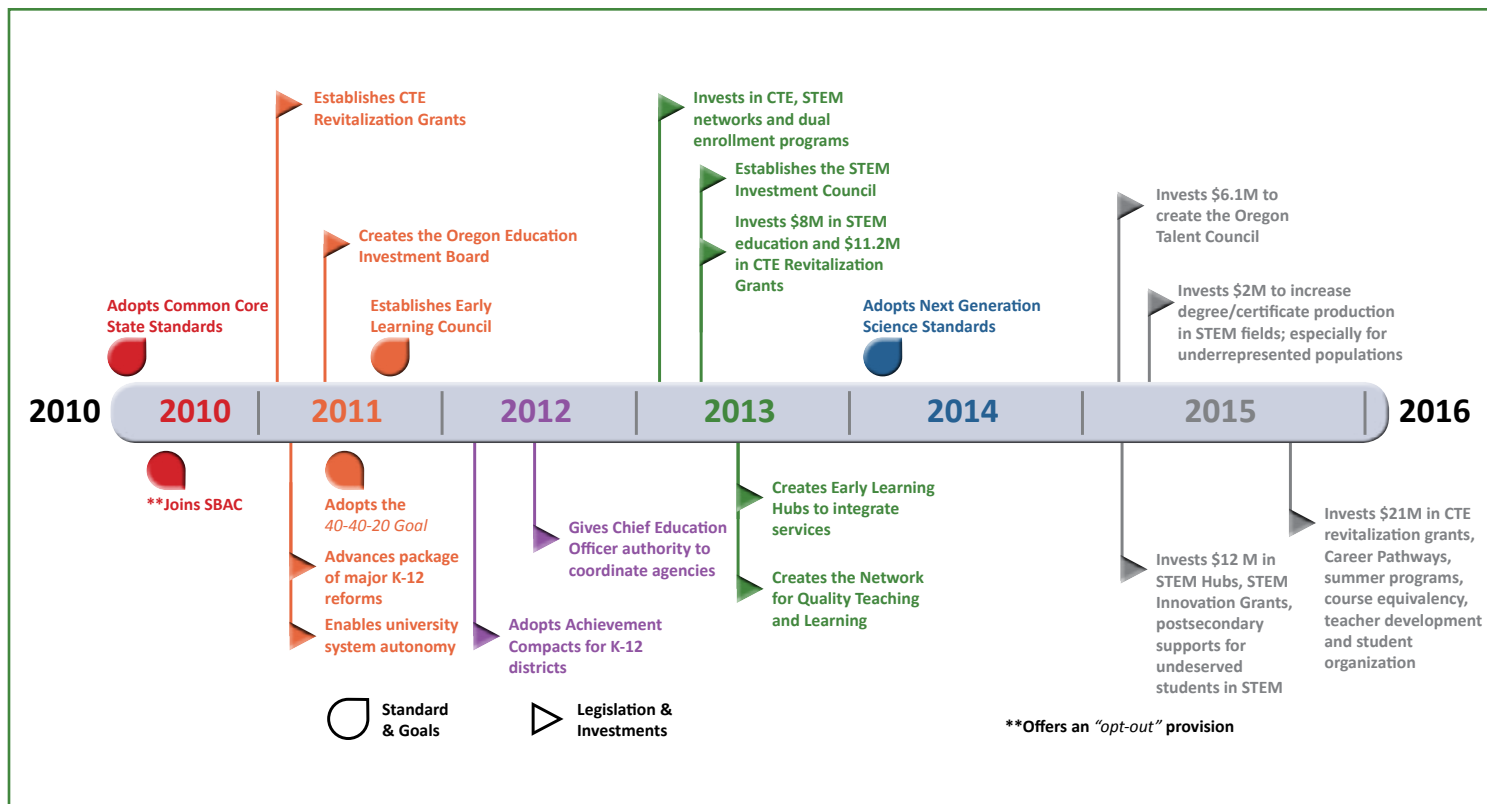 Establishes CTE
Revitalization Grants
Creates the Oregon Education
Investment Board
Adopts Common Core
State Standards
Establishes Early
Learning Council
Invests in CTE, STEM
networks and dual
enrollment programs
Establishes the STEM
Investment Council
Invests $8M in STEM
education and $11.2M
in CTE Revitalization
Grants
Adopts Next Generation
Science Standards
Invests $6.1M to
create the Oregon
Talent Council
Invests $2M to increase
degree/certificate production
in STEM fields; especially for
underrepresented populations
2010 2010 2011 2012 2013 2014 2015 2016
**Joins SBAC
Adopts the
40-40-20 Goal
Advances package
of major K-12
reforms
Enables university
system autonomy
Gives Chief Education
Officer authority to
coordinate agencies
Adopts Achievement
Compacts for K-12
districts
Creates Early Learning
Hubs to integrate
services
Creates the Network
for Quality Teaching
and Learning
Invests $12 M in
STEM Hubs, STEM
Innovation Grants,
postsecondary
supports for
undeserved
students in STEM
Invests $21M in CTE
revitalization grants,
Career Pathways,
summer programs,
course equivalency,
teacher development
and student
organization
Standard
& Goals
Legislation &
Investments
**Offers an "opt-out" provision